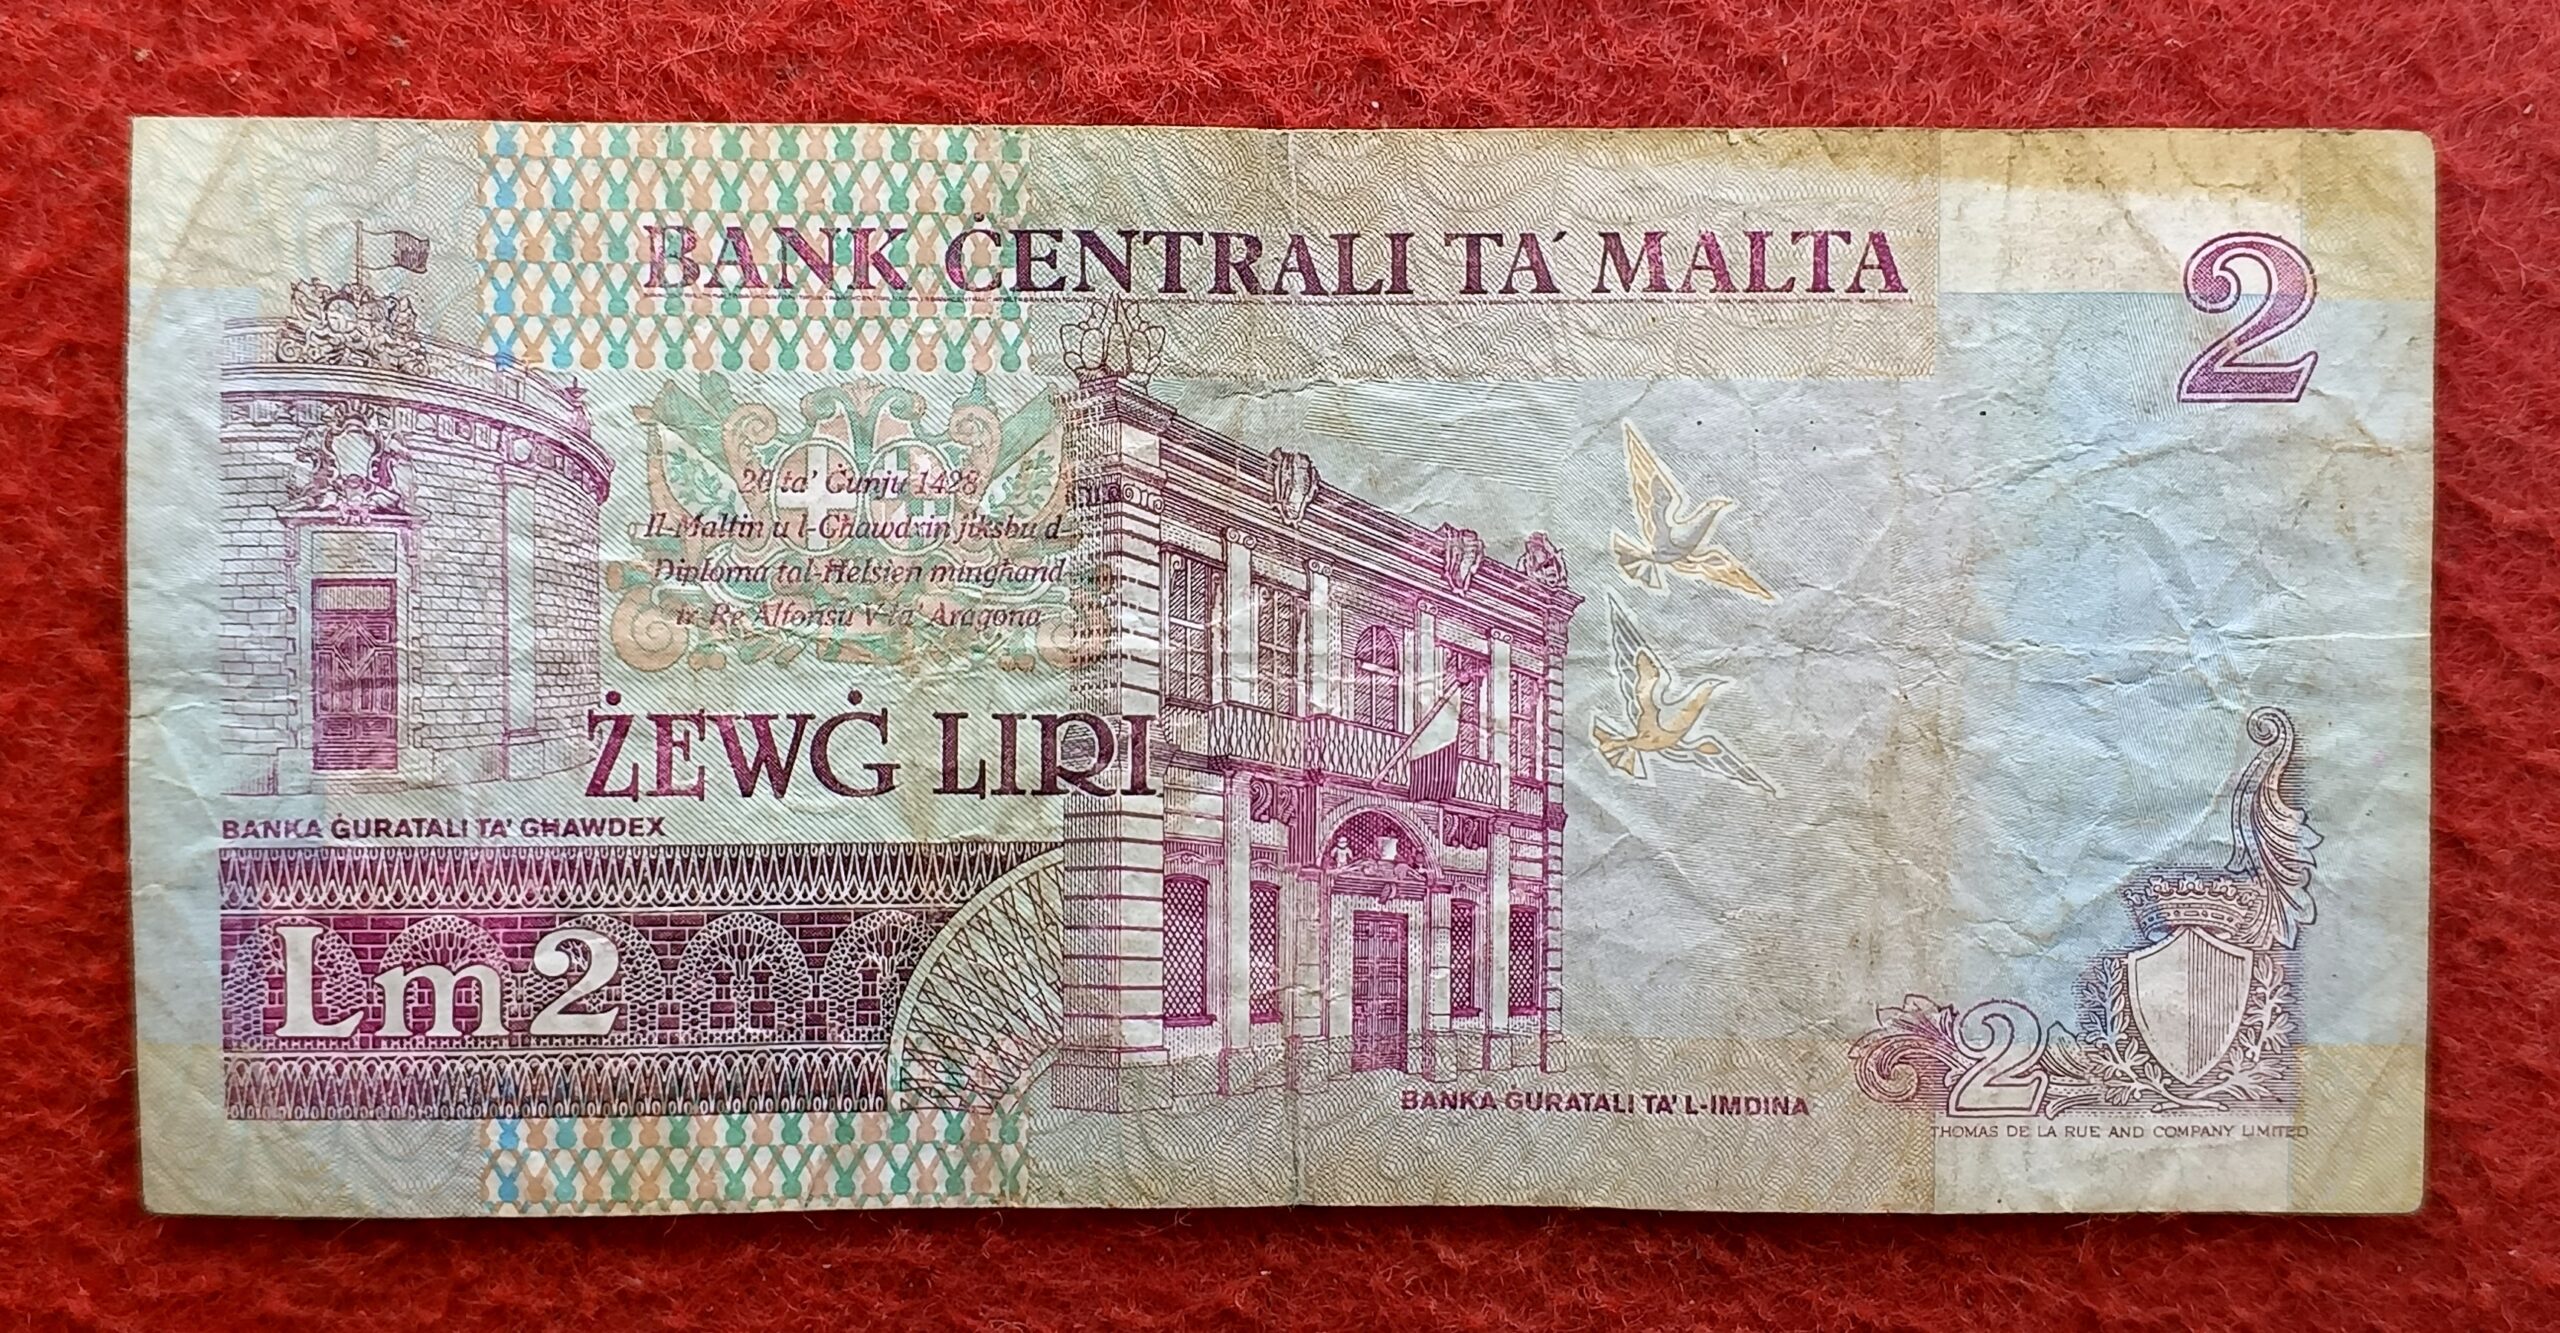 BANK ĊENTRALI TA' MALTA
2
20 ta' Ġunju 1428
Il-Maltin u l-Għawdxin jiksbu d-
Diploma tal-Ħelsien mingħand
ir-Re Alfonsu V ta' Aragona
ŻEWĠ LIRI
BANKA ĠURATALI TA' GĦAWDEX
Lm2
BANKA ĠURATALI TA' L-IMDINA
2
THOMAS DE LA RUE AND COMPANY LIMITED